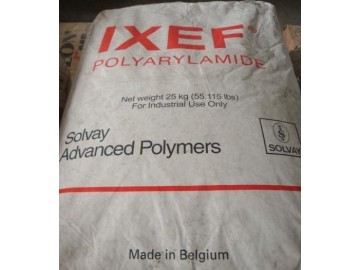 IXEF®
POLYARYLAMIDE
Net weight 25 kg (55.115 lbs)
For Industrial Use Only
Solvay
Advanced Polymers
SOLVAY
Made in Belgium